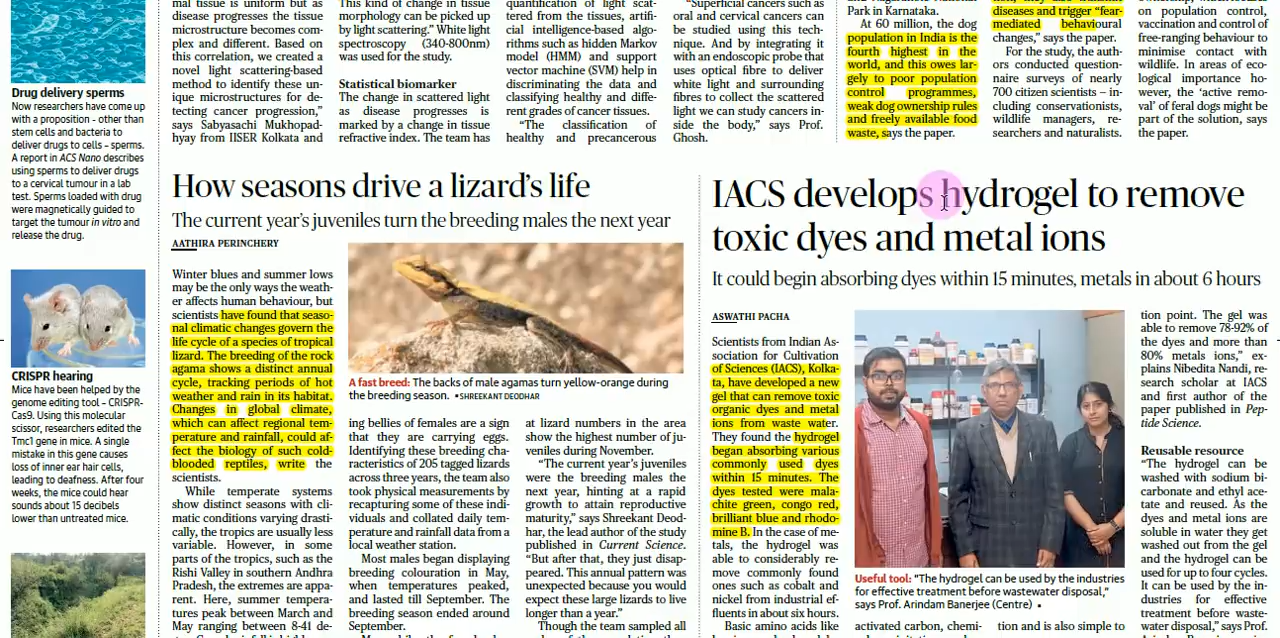 mal tissue is uniform but as
disease progresses the tissue
microstructure becomes com-
plex and different. Based on
this correlation, we created a
novel light scattering-based
method to identify these un-
ique microstructures for de-
tecting cancer progression,”
says Sabyasachi Mukhopad-
hyay from IISER Kolkata and
This kind of change in tissue
morphology can be picked up
by light scattering.” White light
spectroscopy (340-800nm)
was used for the study.
Statistical biomarker
The change in scattered light
as disease progresses is
marked by a change in tissue
refractive index. The team has
quantification of light scat-
tered from the tissues, artifi-
cial intelligence-based algo-
rithms such as hidden Markov
model (HMM) and support
vector machine (SVM) help in
discriminating the data and
classifying healthy and diffe-
rent grades of cancer tissues.
“The classification of
healthy and precancerous
“Superficial cancers such as
oral and cervical cancers can
be studied using this tech-
nique. And by integrating it
with an endoscopic probe that
uses optical fibre to deliver
white light and surrounding
fibres to collect the scattered
light we can study cancers in-
side the body,” says Prof.
Ghosh.
Park in Karnataka.
At 60 million, the dog
population in India is the
fourth highest in the
world, and this owes lar-
gely to poor population
control programmes,
weak dog ownership rules
and freely available food
waste, says the paper.
diseases and trigger “fear-
mediated behavioural
changes,” says the paper.
For the study, the auth-
ors conducted question-
naire surveys of nearly
700 citizen scientists – in-
cluding conservationists,
wildlife managers, re-
searchers and naturalists.
on population control,
vaccination and control of
free-ranging behaviour to
minimise contact with
wildlife. In areas of eco-
logical importance ho-
wever, the ‘active remo-
val’ of feral dogs might be
part of the solution, says
the paper.
Drug delivery sperms
Now researchers have come up
with a proposition - other than
stem cells and bacteria to
deliver drugs to cells – sperms.
A report in ACS Nano describes
using sperms to deliver drugs
to a cervical tumour in a lab
test. Sperms loaded with drug
were magnetically guided to
target the tumour in vitro and
release the drug.
CRISPR hearing
Mice have been helped by the
genome editing tool – CRISPR-
Cas9. Using this molecular
scissor, researchers edited the
Tmc1 gene in mice. A single
mistake in this gene causes
loss of inner ear hair cells,
leading to deafness. After four
weeks, the mice could hear
sounds about 15 decibels
lower than untreated mice.
How seasons drive a lizard’s life
The current year’s juveniles turn the breeding males the next year
AATHIRA PERINCHERY
Winter blues and summer lows
may be the only ways the weath-
er affects human behaviour, but
scientists have found that seaso-
nal climatic changes govern the
life cycle of a species of tropical
lizard. The breeding of the rock
agama shows a distinct annual
cycle, tracking periods of hot
weather and rain in its habitat.
Changes in global climate,
which can affect regional tem-
perature and rainfall, could af-
fect the biology of such cold-
blooded reptiles, write the
scientists.
While temperate systems
show distinct seasons with cli-
matic conditions varying drasti-
cally, the tropics are usually less
variable. However, in some
parts of the tropics, such as the
Rishi Valley in southern Andhra
Pradesh, the extremes are appa-
rent. Here, summer tempera-
tures peak between March and
May ranging between 8-41 de-
A fast breed: The backs of male agamas turn yellow-orange during
the breeding season. •SHREEKANT DEODHAR
ing bellies of females are a sign
that they are carrying eggs.
Identifying these breeding cha-
racteristics of 205 tagged lizards
across three years, the team also
took physical measurements by
recapturing some of these indi-
viduals and collated daily tem-
perature and rainfall data from a
local weather station.
Most males began displaying
breeding colouration in May,
when temperatures peaked,
and lasted till September. The
breeding season ended around
September.
at lizard numbers in the area
show the highest number of ju-
veniles during November.
“The current year’s juveniles
were the breeding males the
next year, hinting at a rapid
growth to attain reproductive
maturity,” says Shreekant Deod-
har, the lead author of the study
published in Current Science.
“But after that, they just disap-
peared. This annual pattern was
unexpected because you would
expect these large lizards to live
longer than a year.”
Though the team sampled all
IACS develops hydrogel to remove
toxic dyes and metal ions
It could begin absorbing dyes within 15 minutes, metals in about 6 hours
ASWATHI PACHA
Scientists from Indian As-
sociation for Cultivation
of Sciences (IACS), Kolka-
ta, have developed a new
gel that can remove toxic
organic dyes and metal
ions from waste water.
They found the hydrogel
began absorbing various
commonly used dyes
within 15 minutes. The
dyes tested were mala-
chite green, congo red,
brilliant blue and rhodo-
mine B. In the case of me-
tals, the hydrogel was
able to considerably re-
move commonly found
ones such as cobalt and
nickel from industrial ef-
fluents in about six hours.
Basic amino acids like
Useful tool: “The hydrogel can be used by the industries
for effective treatment before wastewater disposal,”
says Prof. Arindam Banerjee (Centre) •
activated carbon, chemi-
tion and is also simple to
tion point. The gel was
able to remove 78-92% of
the dyes and more than
80% metals ions,” ex-
plains Nibedita Nandi, re-
search scholar at IACS
and first author of the
paper published in Pep-
tide Science.
Reusable resource
“The hydrogel can be
washed with sodium bi-
carbonate and ethyl ace-
tate and reused. As the
dyes and metal ions are
soluble in water they get
washed out from the gel
and the hydrogel can be
used for up to four cycles.
It can be used by the in-
dustries for effective
treatment before waste-
water disposal,” says Prof.